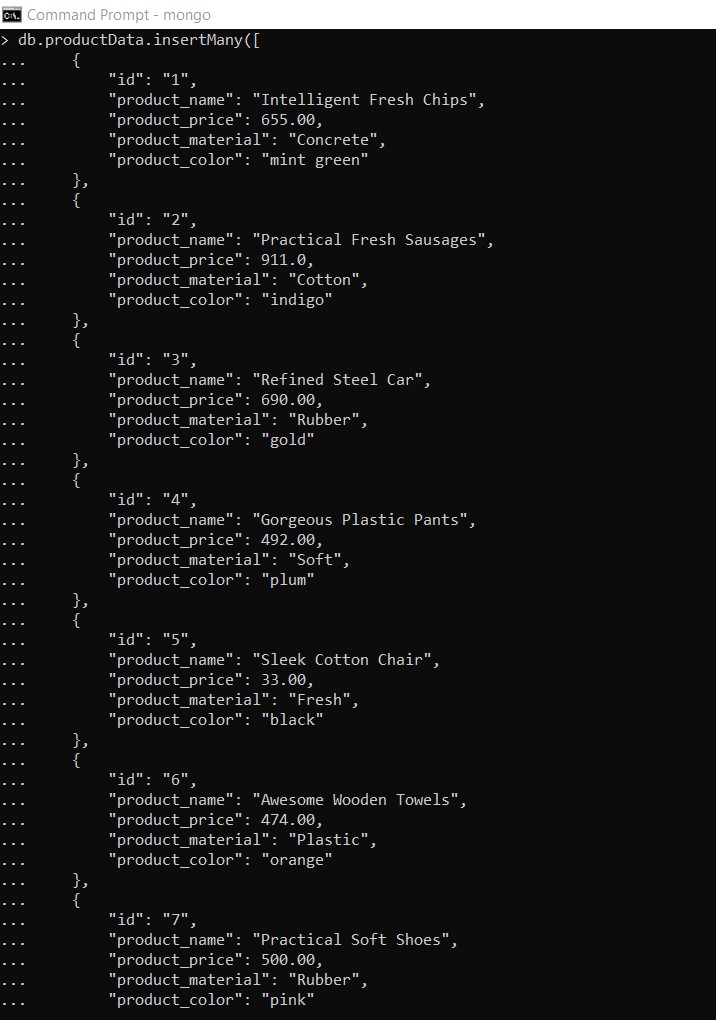 Command Prompt - mongo
> db.productData.insertMany([
...     {
...         "id": "1",
...         "product_name": "Intelligent Fresh Chips",
...         "product_price": 655.00,
...         "product_material": "Concrete",
...         "product_color": "mint green"
...     },
...     {
...         "id": "2",
...         "product_name": "Practical Fresh Sausages",
...         "product_price": 911.0,
...         "product_material": "Cotton",
...         "product_color": "indigo"
...     },
...     {
...         "id": "3",
...         "product_name": "Refined Steel Car",
...         "product_price": 690.00,
...         "product_material": "Rubber",
...         "product_color": "gold"
...     },
...     {
...         "id": "4",
...         "product_name": "Gorgeous Plastic Pants",
...         "product_price": 492.00,
...         "product_material": "Soft",
...         "product_color": "plum"
...     },
...     {
...         "id": "5",
...         "product_name": "Sleek Cotton Chair",
...         "product_price": 33.00,
...         "product_material": "Fresh",
...         "product_color": "black"
...     },
...     {
...         "id": "6",
...         "product_name": "Awesome Wooden Towels",
...         "product_price": 474.00,
...         "product_material": "Plastic",
...         "product_color": "orange"
...     },
...     {
...         "id": "7",
...         "product_name": "Practical Soft Shoes",
...         "product_price": 500.00,
...         "product_material": "Rubber",
...         "product_color": "pink"